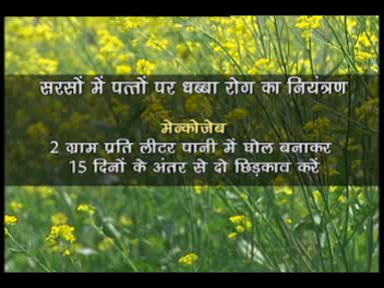 सरसों में पत्तों पर धब्बा रोग का नियंत्रण
मेन्कोजेब
2 ग्राम प्रति लीटर पानी में घोल बनाकर
15 दिनों के अंतर से दो छिड़काव करें